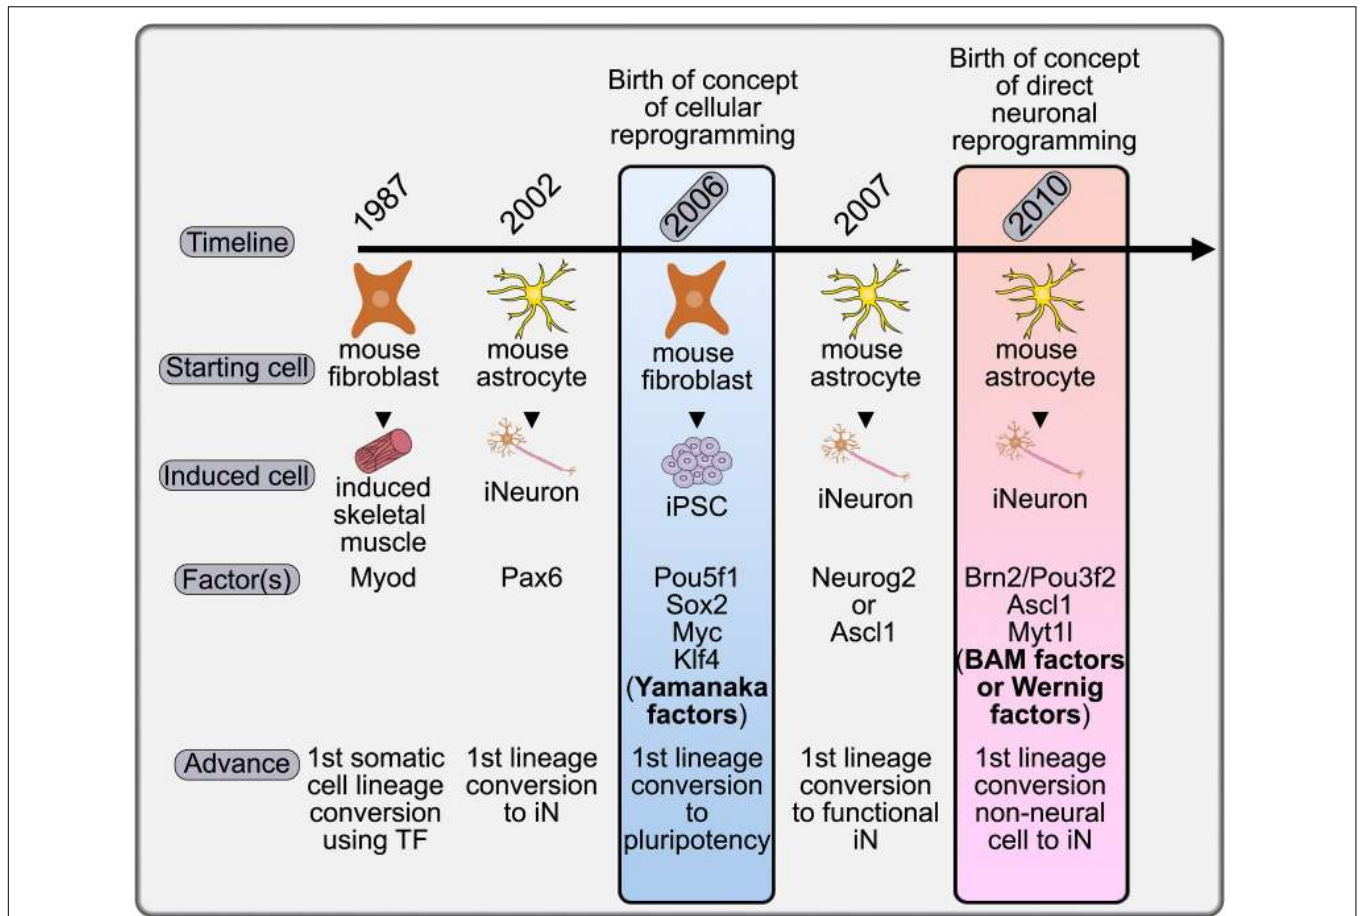 Birth of concept
of cellular
reprogramming
Birth of concept
of direct
neuronal
reprogramming
Timeline
1987
2002
2006
2007
2010
Starting cell
mouse
fibroblast
mouse
astrocyte
mouse
fibroblast
mouse
astrocyte
mouse
astrocyte
Induced cell
induced
skeletal
muscle
iNeuron
iPSC
iNeuron
iNeuron
Factor(s)
Myod
Pax6
Pou5f1
Sox2
Myc
Klf4
(Yamanaka
factors)
Neurog2
or
Ascl1
Brn2/Pou3f2
Ascl1
Myt1l
(BAM factors
or Wernig
factors)
Advance
1st somatic
cell lineage
conversion
using TF
1st lineage
conversion
to iN
1st lineage
conversion
to
pluripotency
1st lineage
conversion
to functional
iN
1st lineage
conversion
non-neural
cell to iN